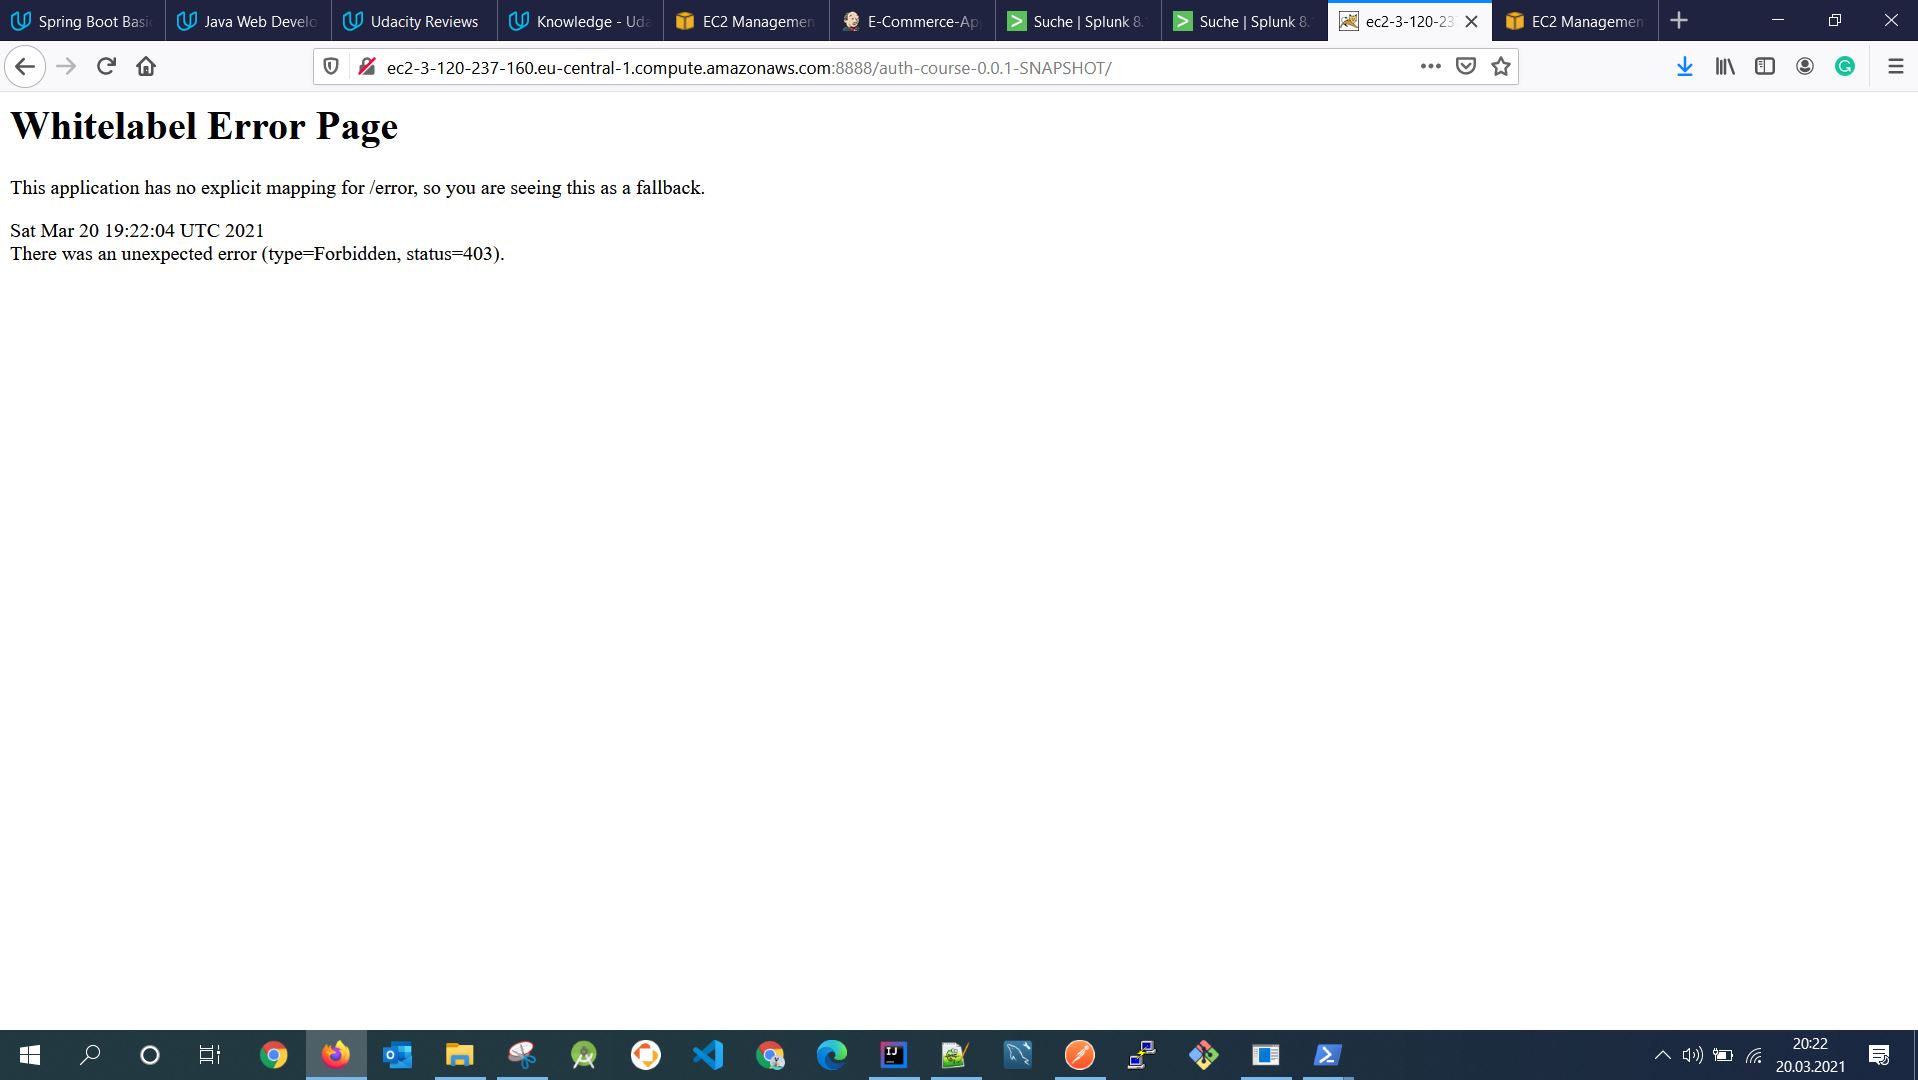 Spring Boot Basi
Java Web Develo
Udacity Reviews
Knowledge - Uda
EC2 Managemen
E-Commerce-Ap
Suche | Splunk 8.
Suche | Splunk 8.
ec2-3-120-23
EC2 Managemen
ec2-3-120-237-160.eu-central-1.compute.amazonaws.com:8888/auth-course-0.0.1-SNAPSHOT/
Whitelabel Error Page
This application has no explicit mapping for /error, so you are seeing this as a fallback.
Sat Mar 20 19:22:04 UTC 2021
There was an unexpected error (type=Forbidden, status=403).
20:22
20.03.2021